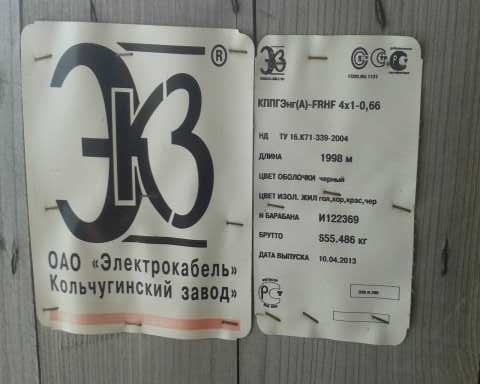 ЭКЗ ®
ОАО «Электрокабель»
Кольчугинский завод»
ЭКЗ
КППГЭнг(А)-FRHF 4x1-0,66
НД ТУ 16.К71-339-2004
ДЛИНА 1998 м
ЦВЕТ ОБОЛОЧКИ черный
ЦВЕТ ИЗОЛ. ЖИЛ гол,кор,крас,чер
N БАРАБАНА И122369
БРУТТО 555.486 кг
ДАТА ВЫПУСКА 10.04.2013